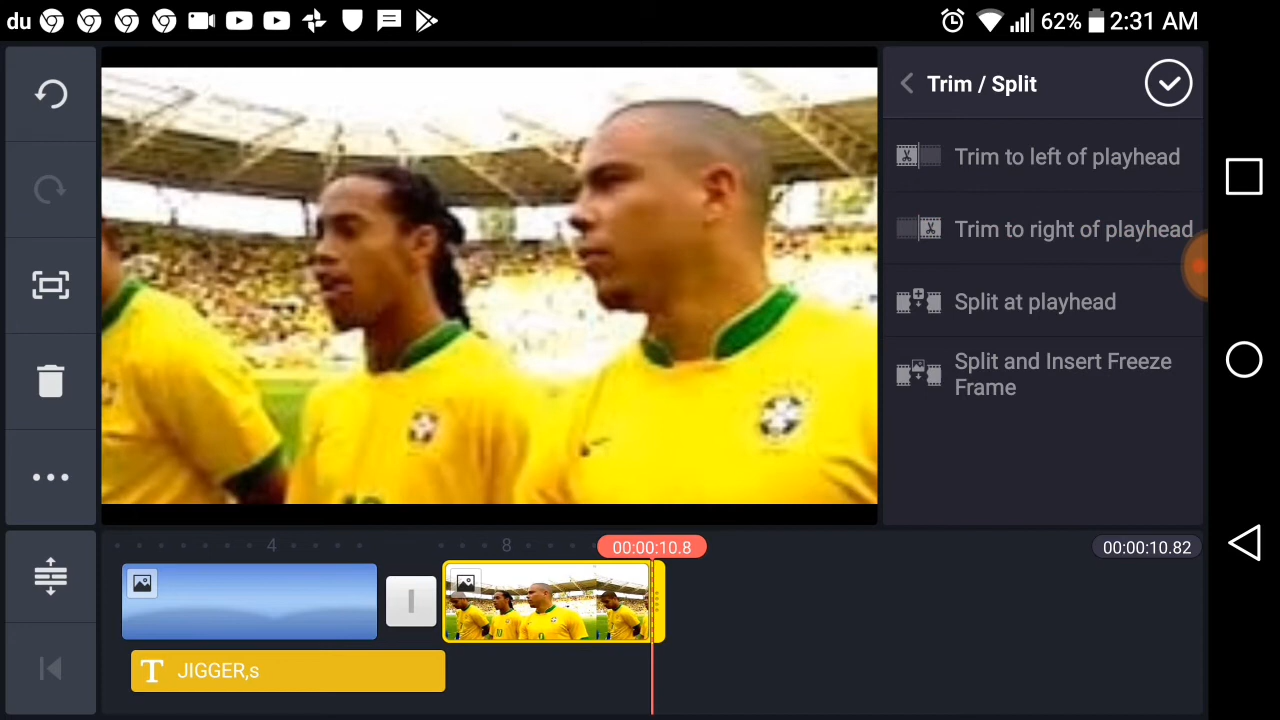 du 62% 2:31 AM
Trim / Split
Trim to left of playhead
Trim to right of playhead
Split at playhead
Split and Insert Freeze
Frame
4 8 00:00:10.8 00:00:10.82
T JIGGER,s